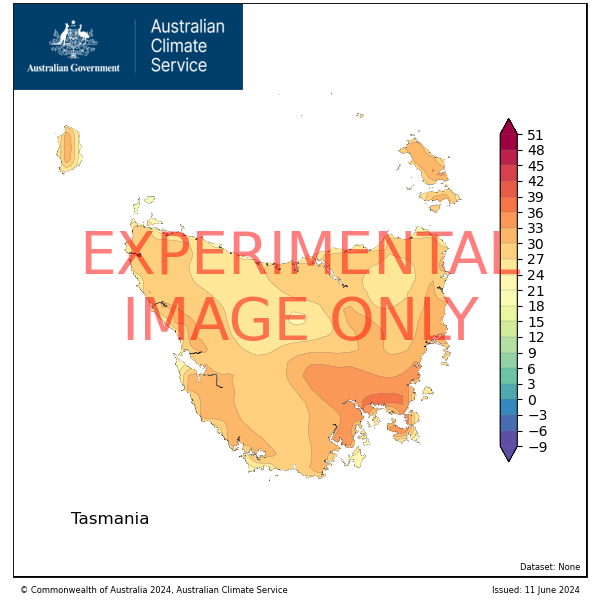 Australian Government
Australian
Climate
Service
51
48
45
42
39
36
33
30
27
24
21
18
15
12
9
6
3
0
−3
−6
−9
EXPERIMENTAL
IMAGE ONLY
Tasmania
Dataset: None
© Commonwealth of Australia 2024, Australian Climate Service
Issued: 11 June 2024